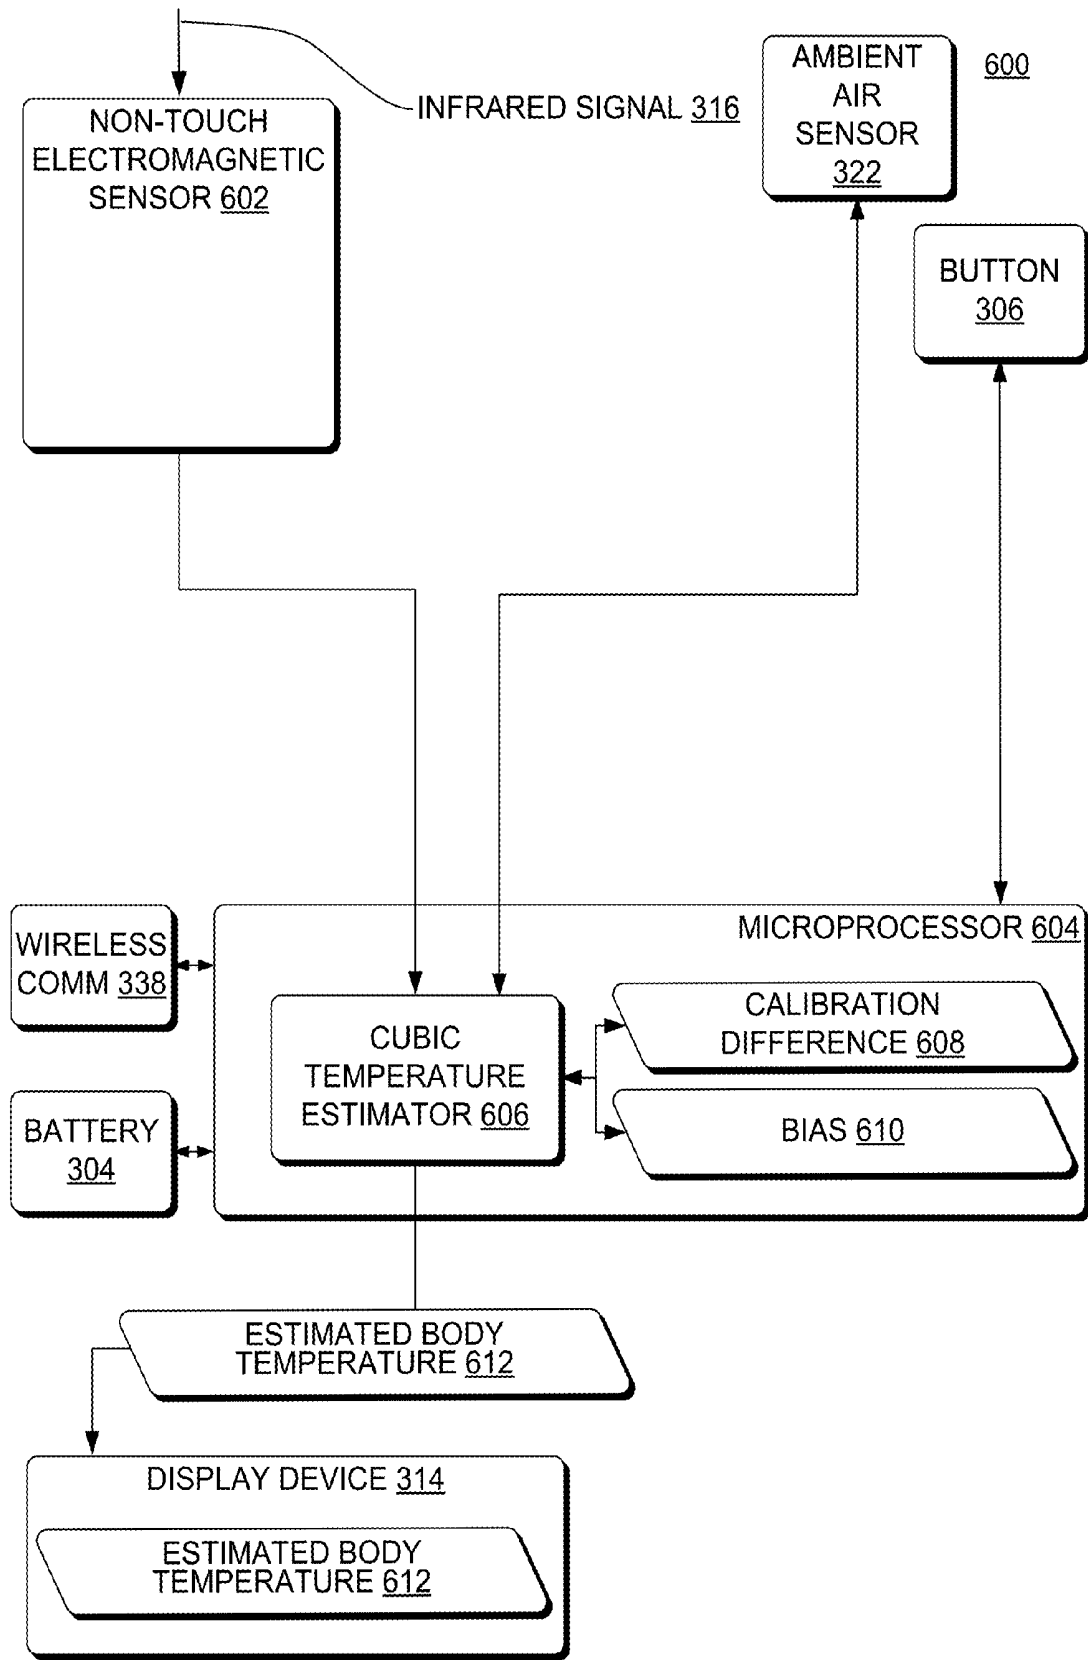 NON-TOUCH
ELECTROMAGNETIC
SENSOR 602
INFRARED SIGNAL 316
AMBIENT
AIR
SENSOR
322
600
BUTTON
306
WIRELESS
COMM 338
BATTERY
304
MICROPROCESSOR 604
CUBIC
TEMPERATURE
ESTIMATOR 606
CALIBRATION
DIFFERENCE 608
BIAS 610
ESTIMATED BODY
TEMPERATURE 612
DISPLAY DEVICE 314
ESTIMATED BODY
TEMPERATURE 612